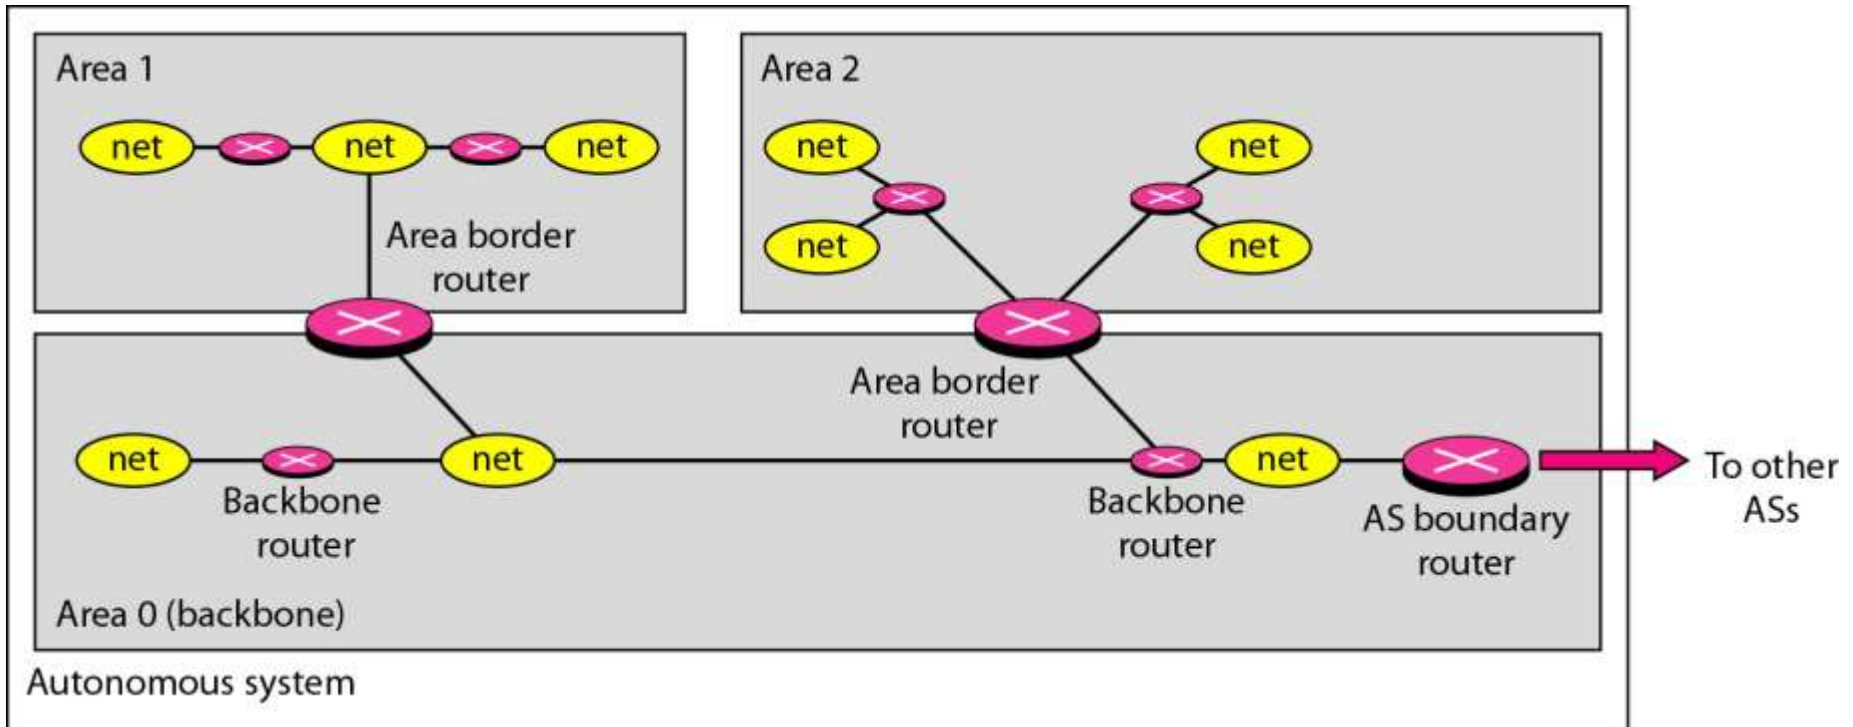 Area 1
net
net
net
Area border
router
Area 2
net
net
net
net
Area border
router
net
net
net
Backbone
router
Backbone
router
AS boundary
router
To other
ASs
Area 0 (backbone)
Autonomous system